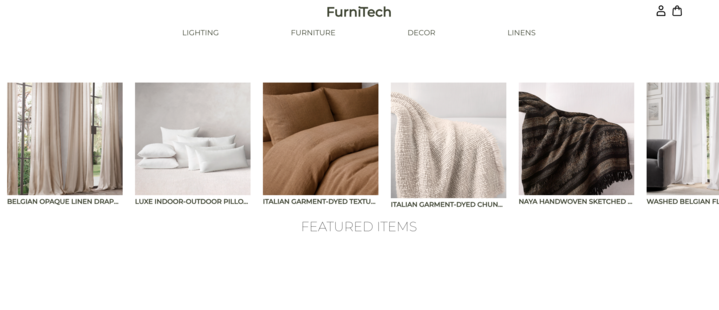 FurniTech
LIGHTING FURNITURE DECOR LINENS
BELGIAN OPAQUE LINEN DRAP... LUXE INDOOR-OUTDOOR PILLO... ITALIAN GARMENT-DYED TEXTU... ITALIAN GARMENT-DYED CHUN... NAYA HANDWOVEN SKETCHED ... WASHED BELGIAN FL
FEATURED ITEMS